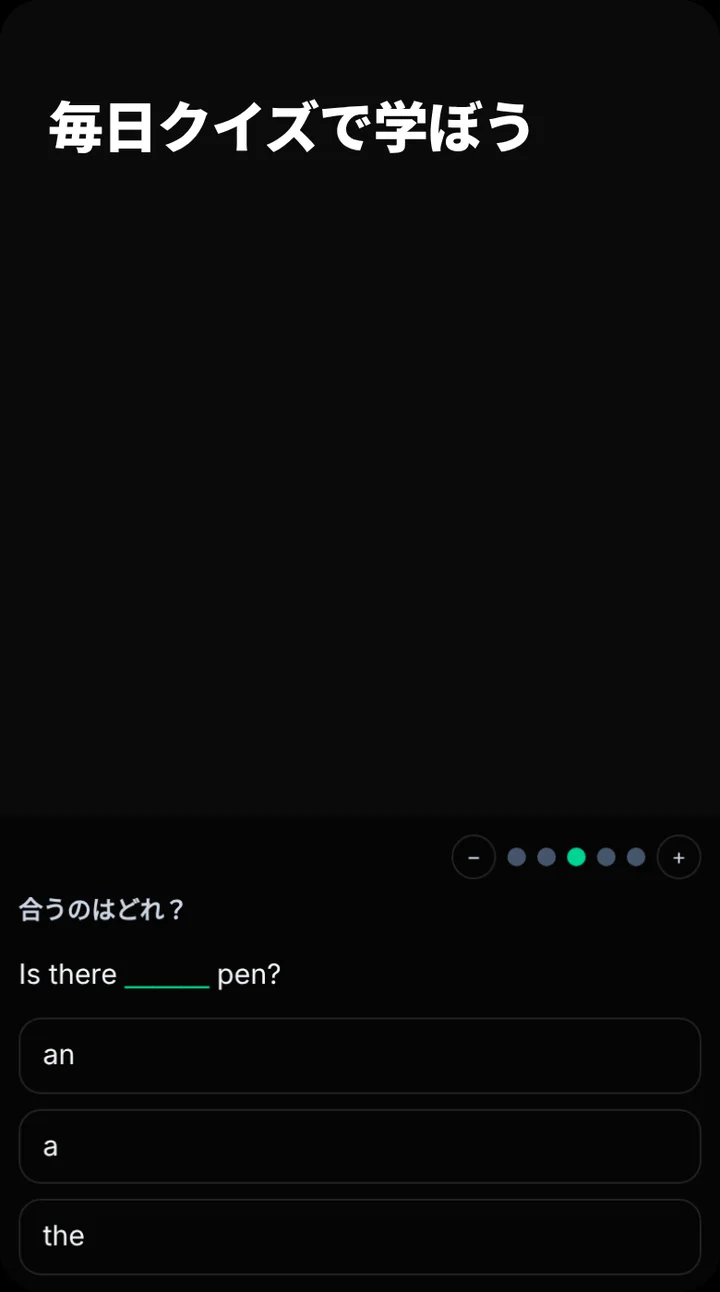 毎日クイズで学ぼう
− +
合うのはどれ？
Is there ______ pen?
an
a
the